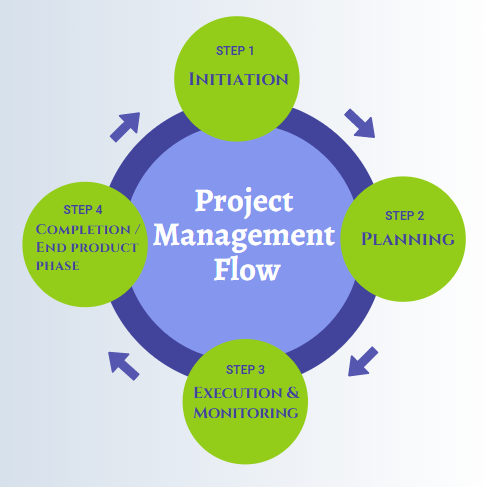 STEP 1
Initiation
Project
Management
Flow
STEP 2
Planning
STEP 3
Execution &
Monitoring
STEP 4
Completion /
End product
phase